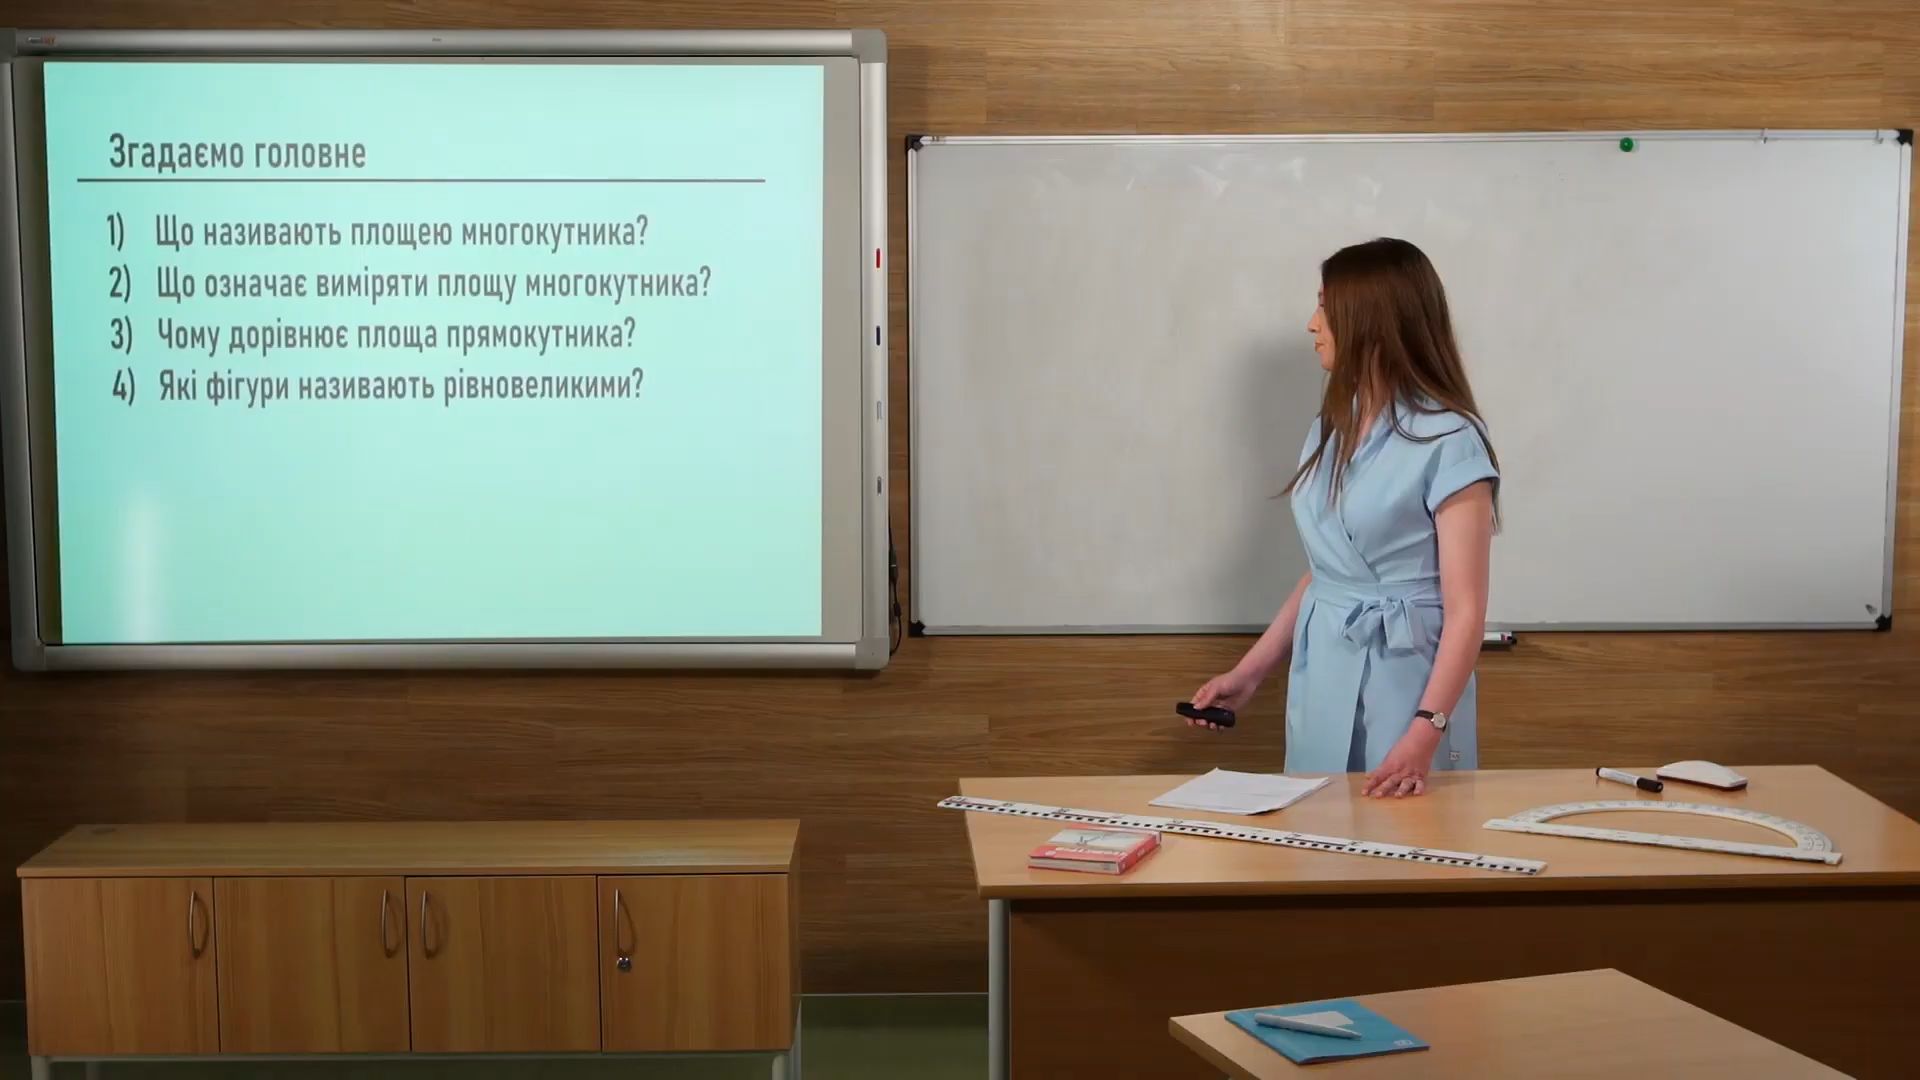 Згадаємо головне
1) Що називають площею многокутника?
2) Що означає виміряти площу многокутника?
3) Чому дорівнює площа прямокутника?
4) Які фігури називають рівновеликими?